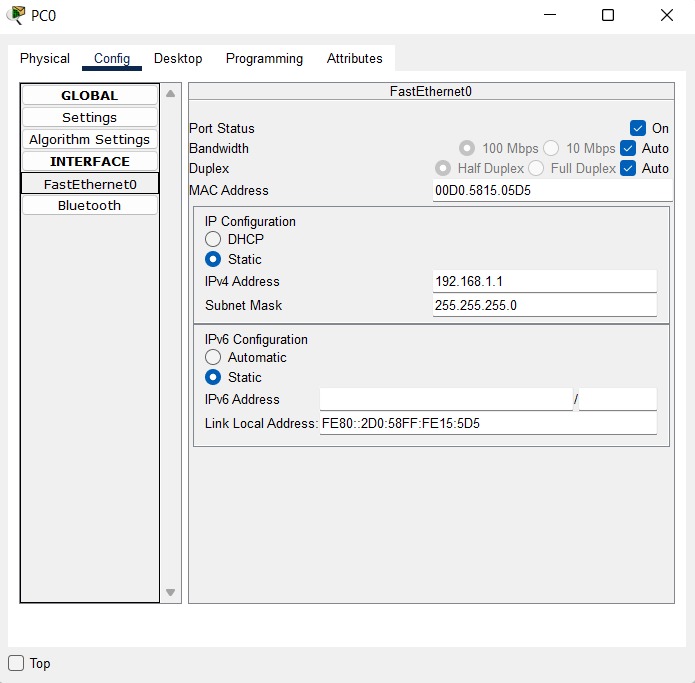 PC0
Physical Config Desktop Programming Attributes
GLOBAL
Settings
Algorithm Settings
INTERFACE
FastEthernet0
Bluetooth
FastEthernet0
Port Status On
Bandwidth 100 Mbps 10 Mbps Auto
Duplex Half Duplex Full Duplex Auto
MAC Address 00D0.5815.05D5
IP Configuration
DHCP
Static
IPv4 Address 192.168.1.1
Subnet Mask 255.255.255.0
IPv6 Configuration
Automatic
Static
IPv6 Address /
Link Local Address: FE80::2D0:58FF:FE15:5D5
Top